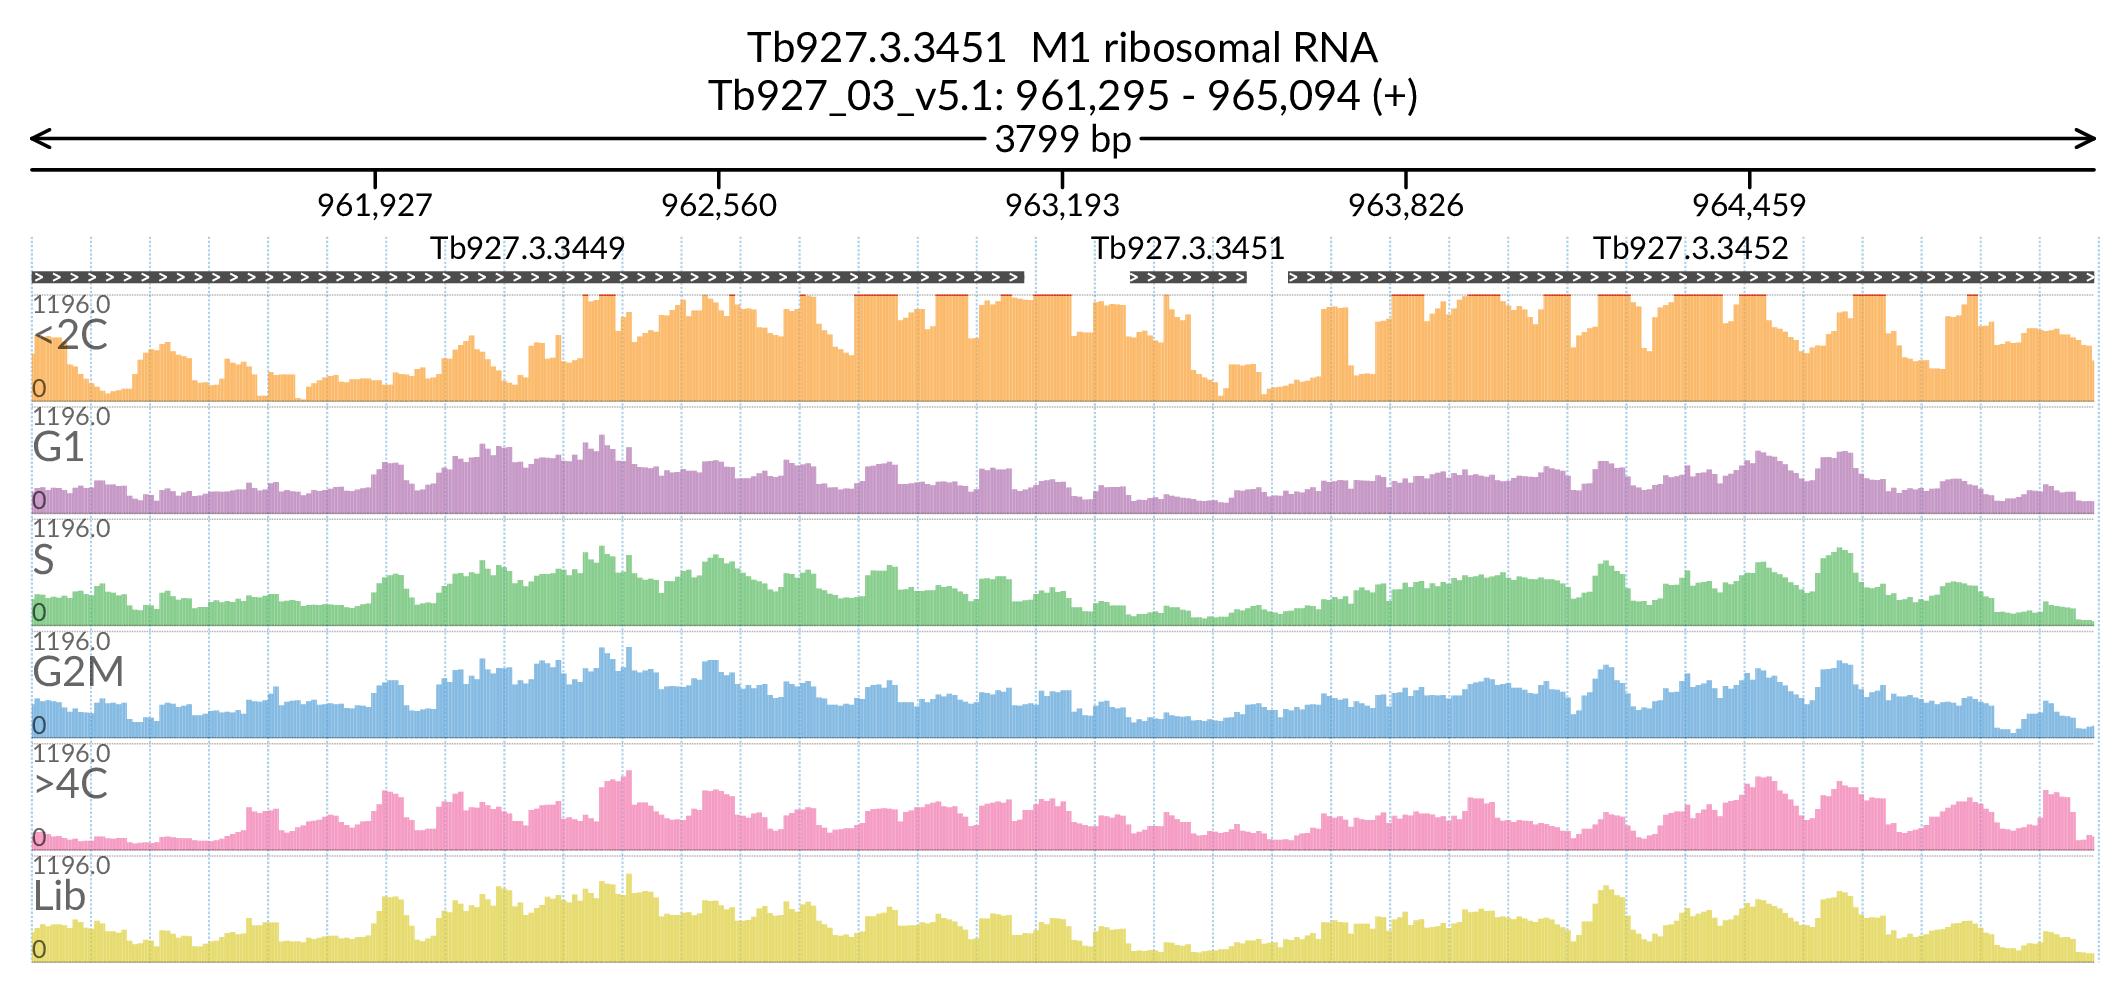 Tb927.3.3451 M1 ribosomal RNA
Tb927_03_v5.1: 961,295 - 965,094 (+)
3799 bp
961,927 962,560 963,193 963,826 964,459
Tb927.3.3449 Tb927.3.3451 Tb927.3.3452
1196.0
<2C
0
1196.0
G1
0
1196.0
S
0
1196.0
G2M
0
1196.0
>4C
0
1196.0
Lib
0